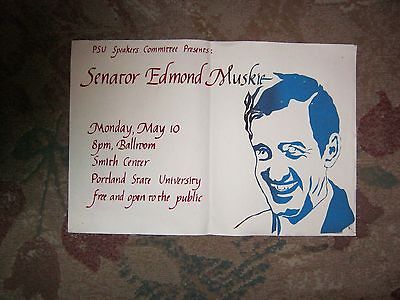 PSU Speakers Committee Presents:
Senator Edmond Muskie
Monday, May 10
8pm, Ballroom
Smith Center
Portland State University
free and open to the public